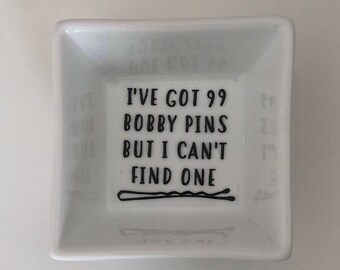 I'VE GOT 99
BOBBY PINS
BUT I CAN'T
FIND ONE